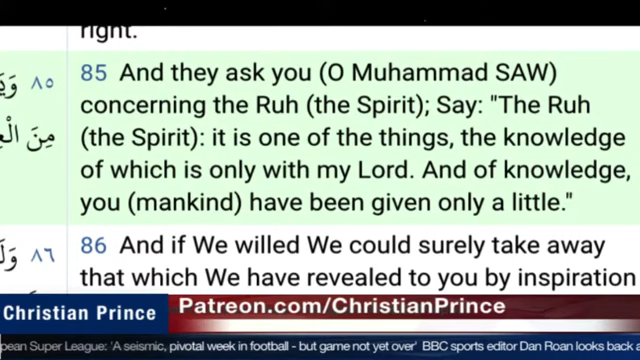 right.
85 And they ask you (O Muhammad SAW)
٨٥
concerning the Ruh (the Spirit); Say: "The Ruh
(the Spirit): it is one of the things, the knowledge
of which is only with my Lord. And of knowledge,
you (mankind) have been given only a little."
86 And if We willed We could surely take away
٨٦
that which We have revealed to you by inspiration
Christian Prince
Patreon.com/ChristianPrince
pean Super League: 'A seismic, pivotal week in football - but game not yet over' BBC sports editor Dan Roan looks back a